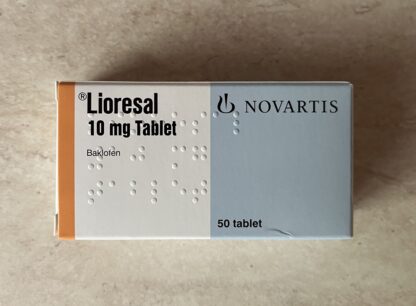 ®Lioresal
10 mg Tablet
Baklofen
NOVARTIS
50 tablet